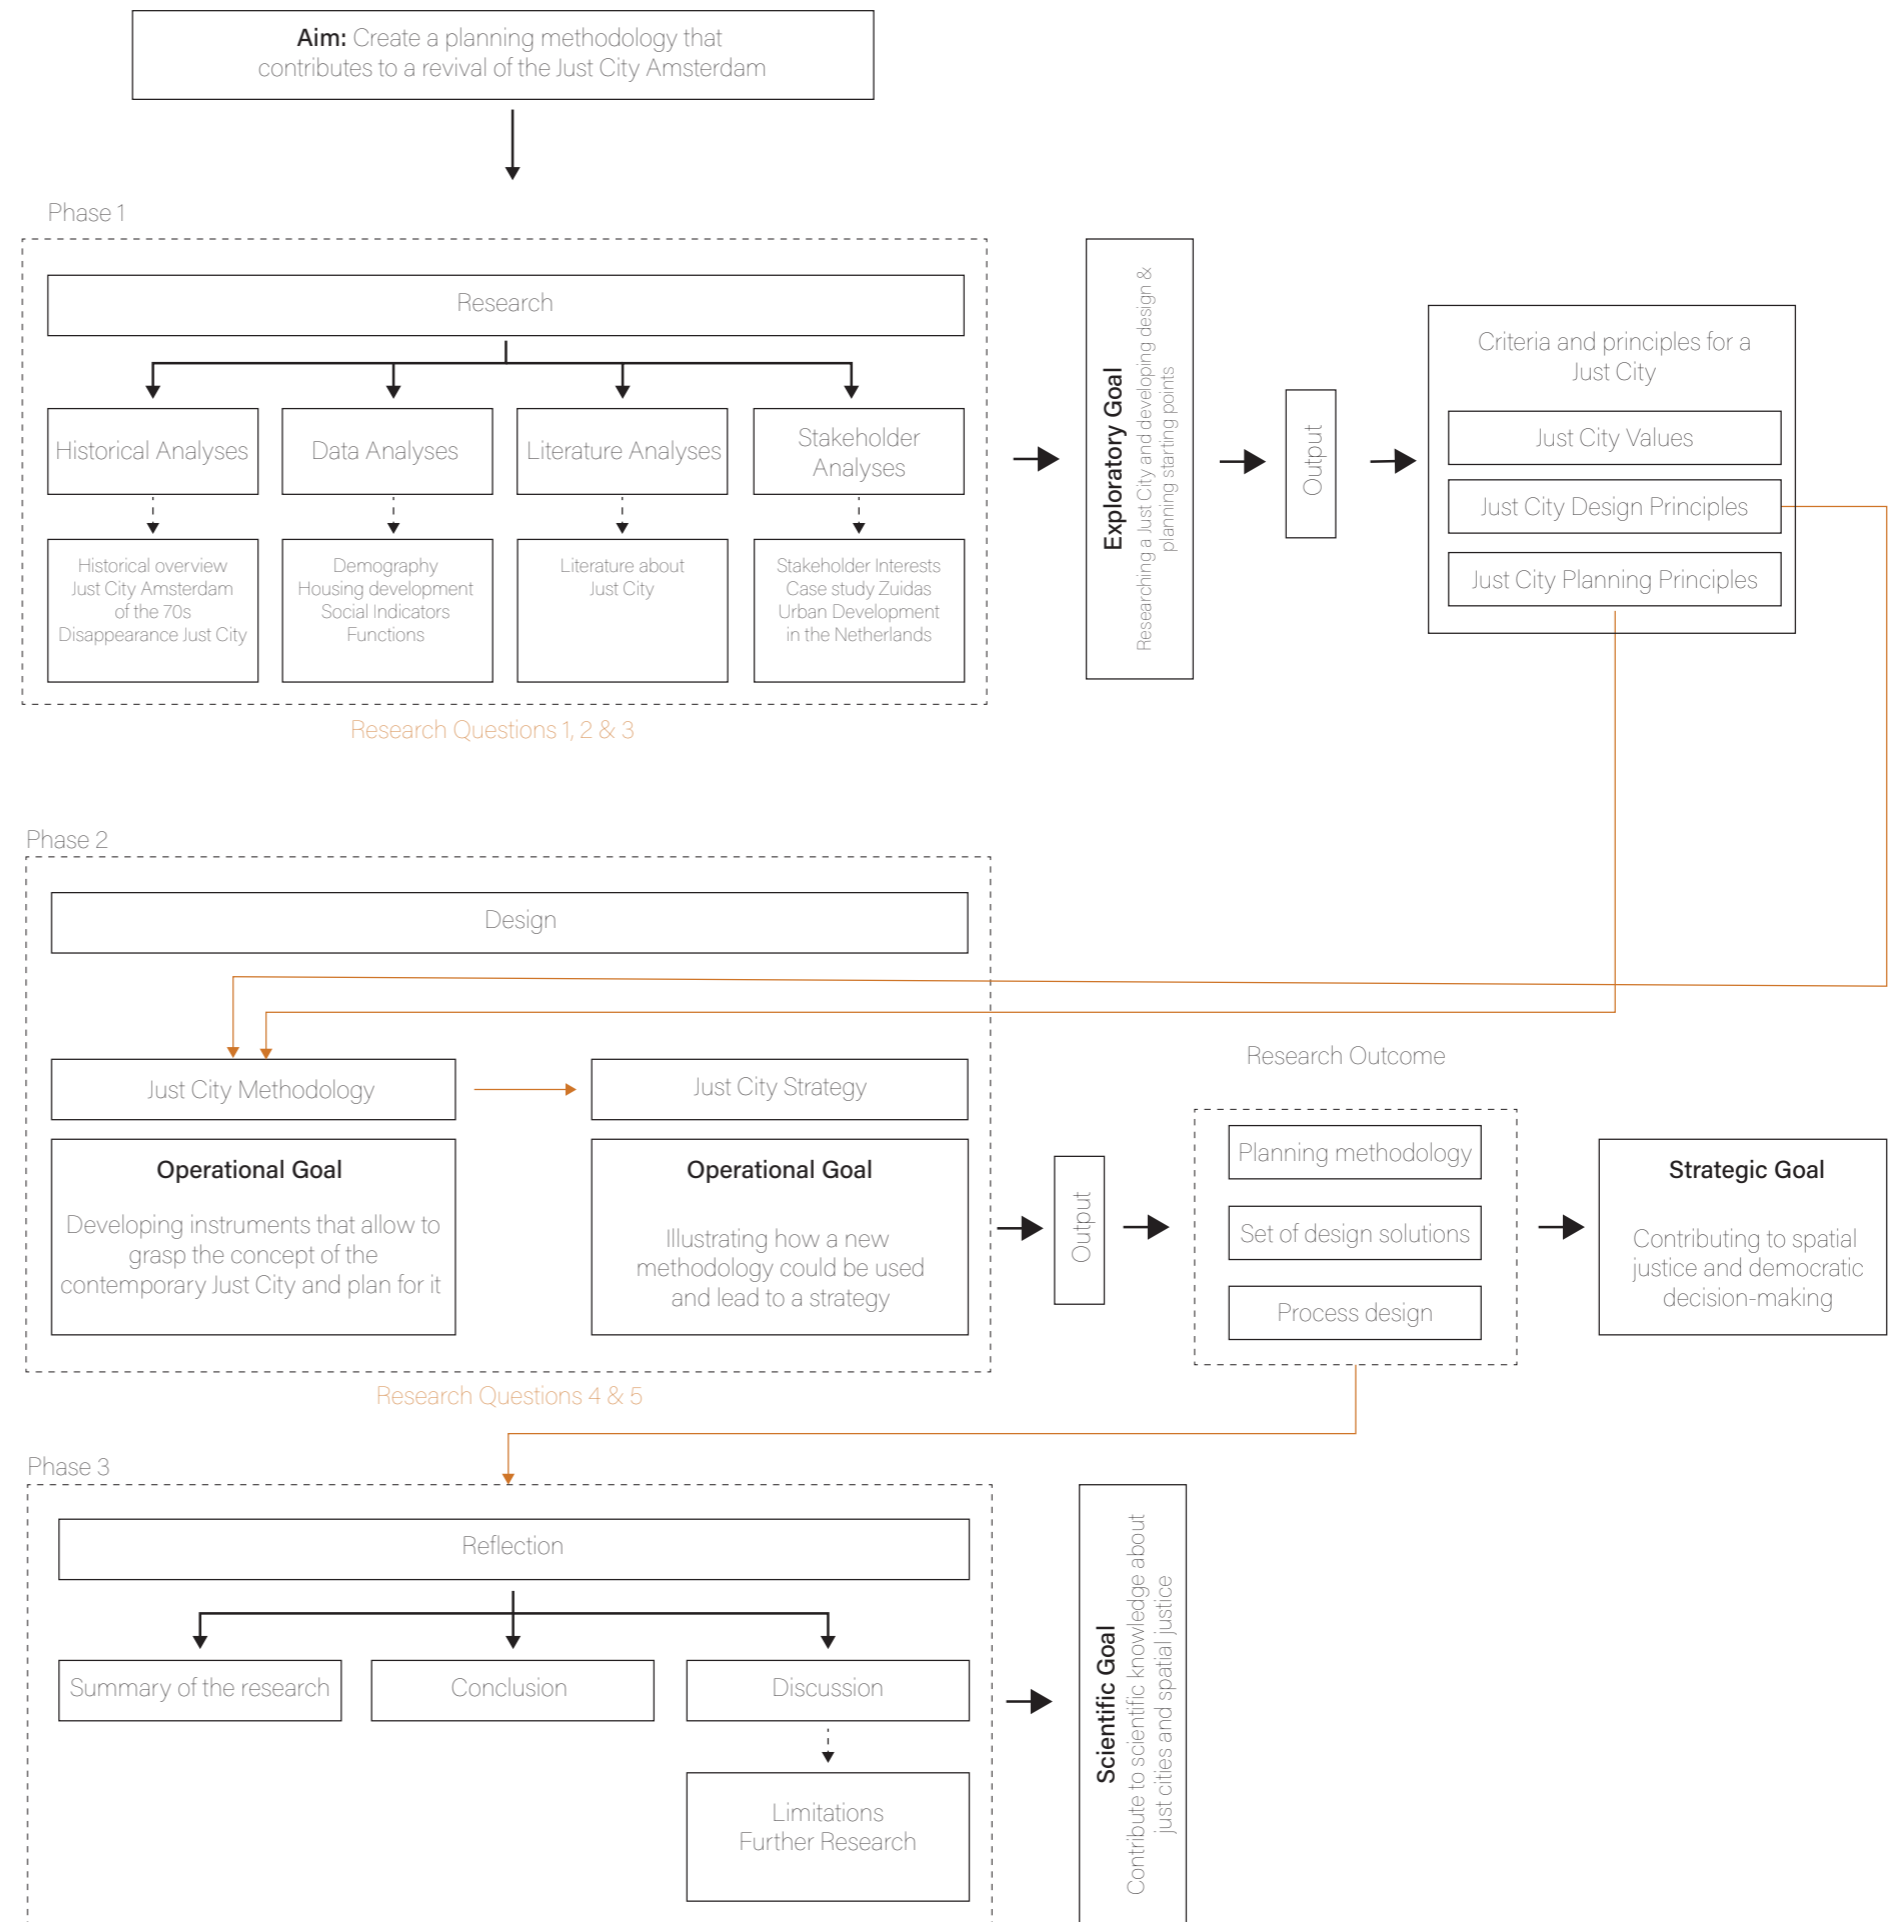 Aim: Create a planning methodology that
contributes to a revival of the Just City Amsterdam
Phase 1
Research
Historical Analyses
Data Analyses
Literature Analyses
Stakeholder
Analyses
Historical overview
Just City Amsterdam
of the 70s
Disappearance Just City
Demography
Housing development
Social Indicators
Functions
Literature about
Just City
Stakeholder Interests
Case study Zuidas
Urban Development
in the Netherlands
Research Questions 1, 2 & 3
Exploratory Goal
Researching a Just City and developing design &
planning starting points
Output
Criteria and principles for a
Just City
Just City Values
Just City Design Principles
Just City Planning Principles
Phase 2
Design
Just City Methodology
Just City Strategy
Operational Goal
Developing instruments that allow to
grasp the concept of the
contemporary Just City and plan for it
Operational Goal
Illustrating how a new
methodology could be used
and lead to a strategy
Research Questions 4 & 5
Output
Research Outcome
Planning methodology
Set of design solutions
Process design
Strategic Goal
Contributing to spatial
justice and democratic
decision-making
Phase 3
Reflection
Summary of the research
Conclusion
Discussion
Limitations
Further Research
Scientific Goal
Contribute to scientific knowledge about
just cities and spatial justice